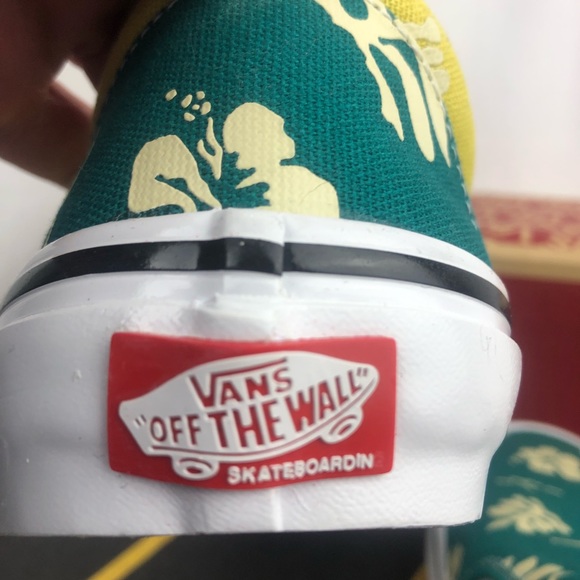 VANS
"OFF THE WALL"
SKATEBOARDIN